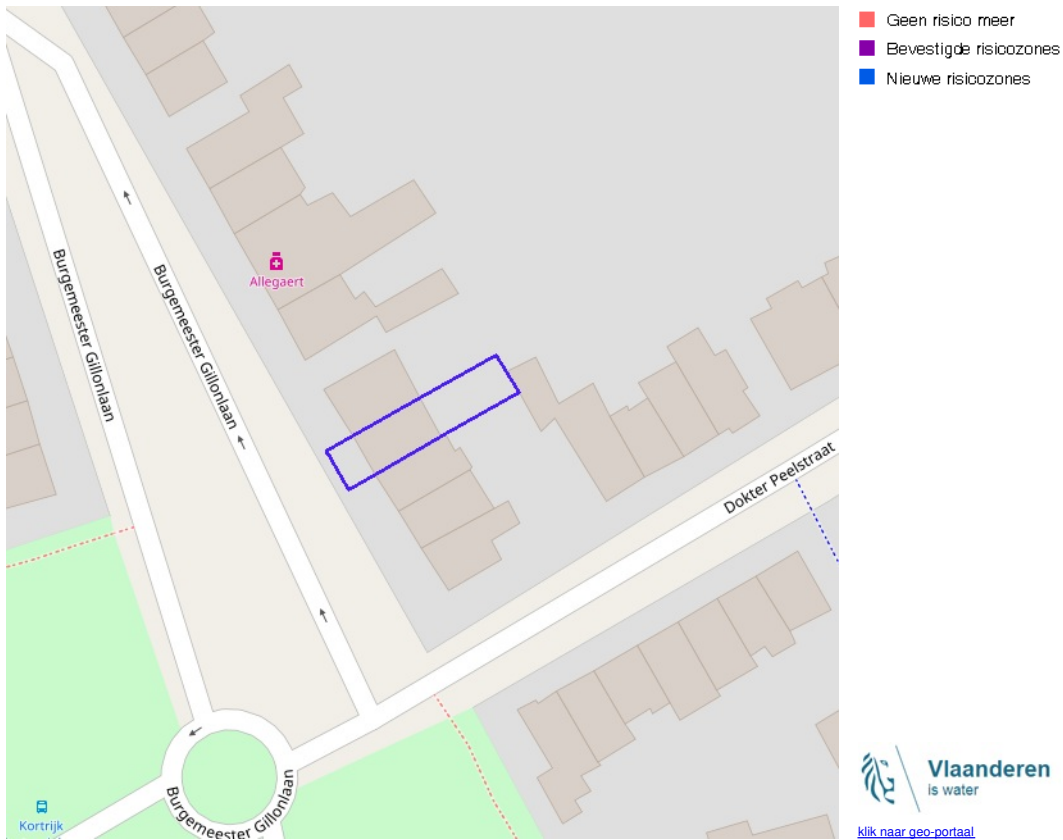 Geen risico meer
Bevestigde risicozones
Nieuwe risicozones
Allegaert
Burgemeester Gillonlaan
Burgemeester Gillonlaan
Dokter Peelstraat
Burgemeester Gillonlaan
Kortrijk
Vlaanderen
is water
klik naar geo-portaal